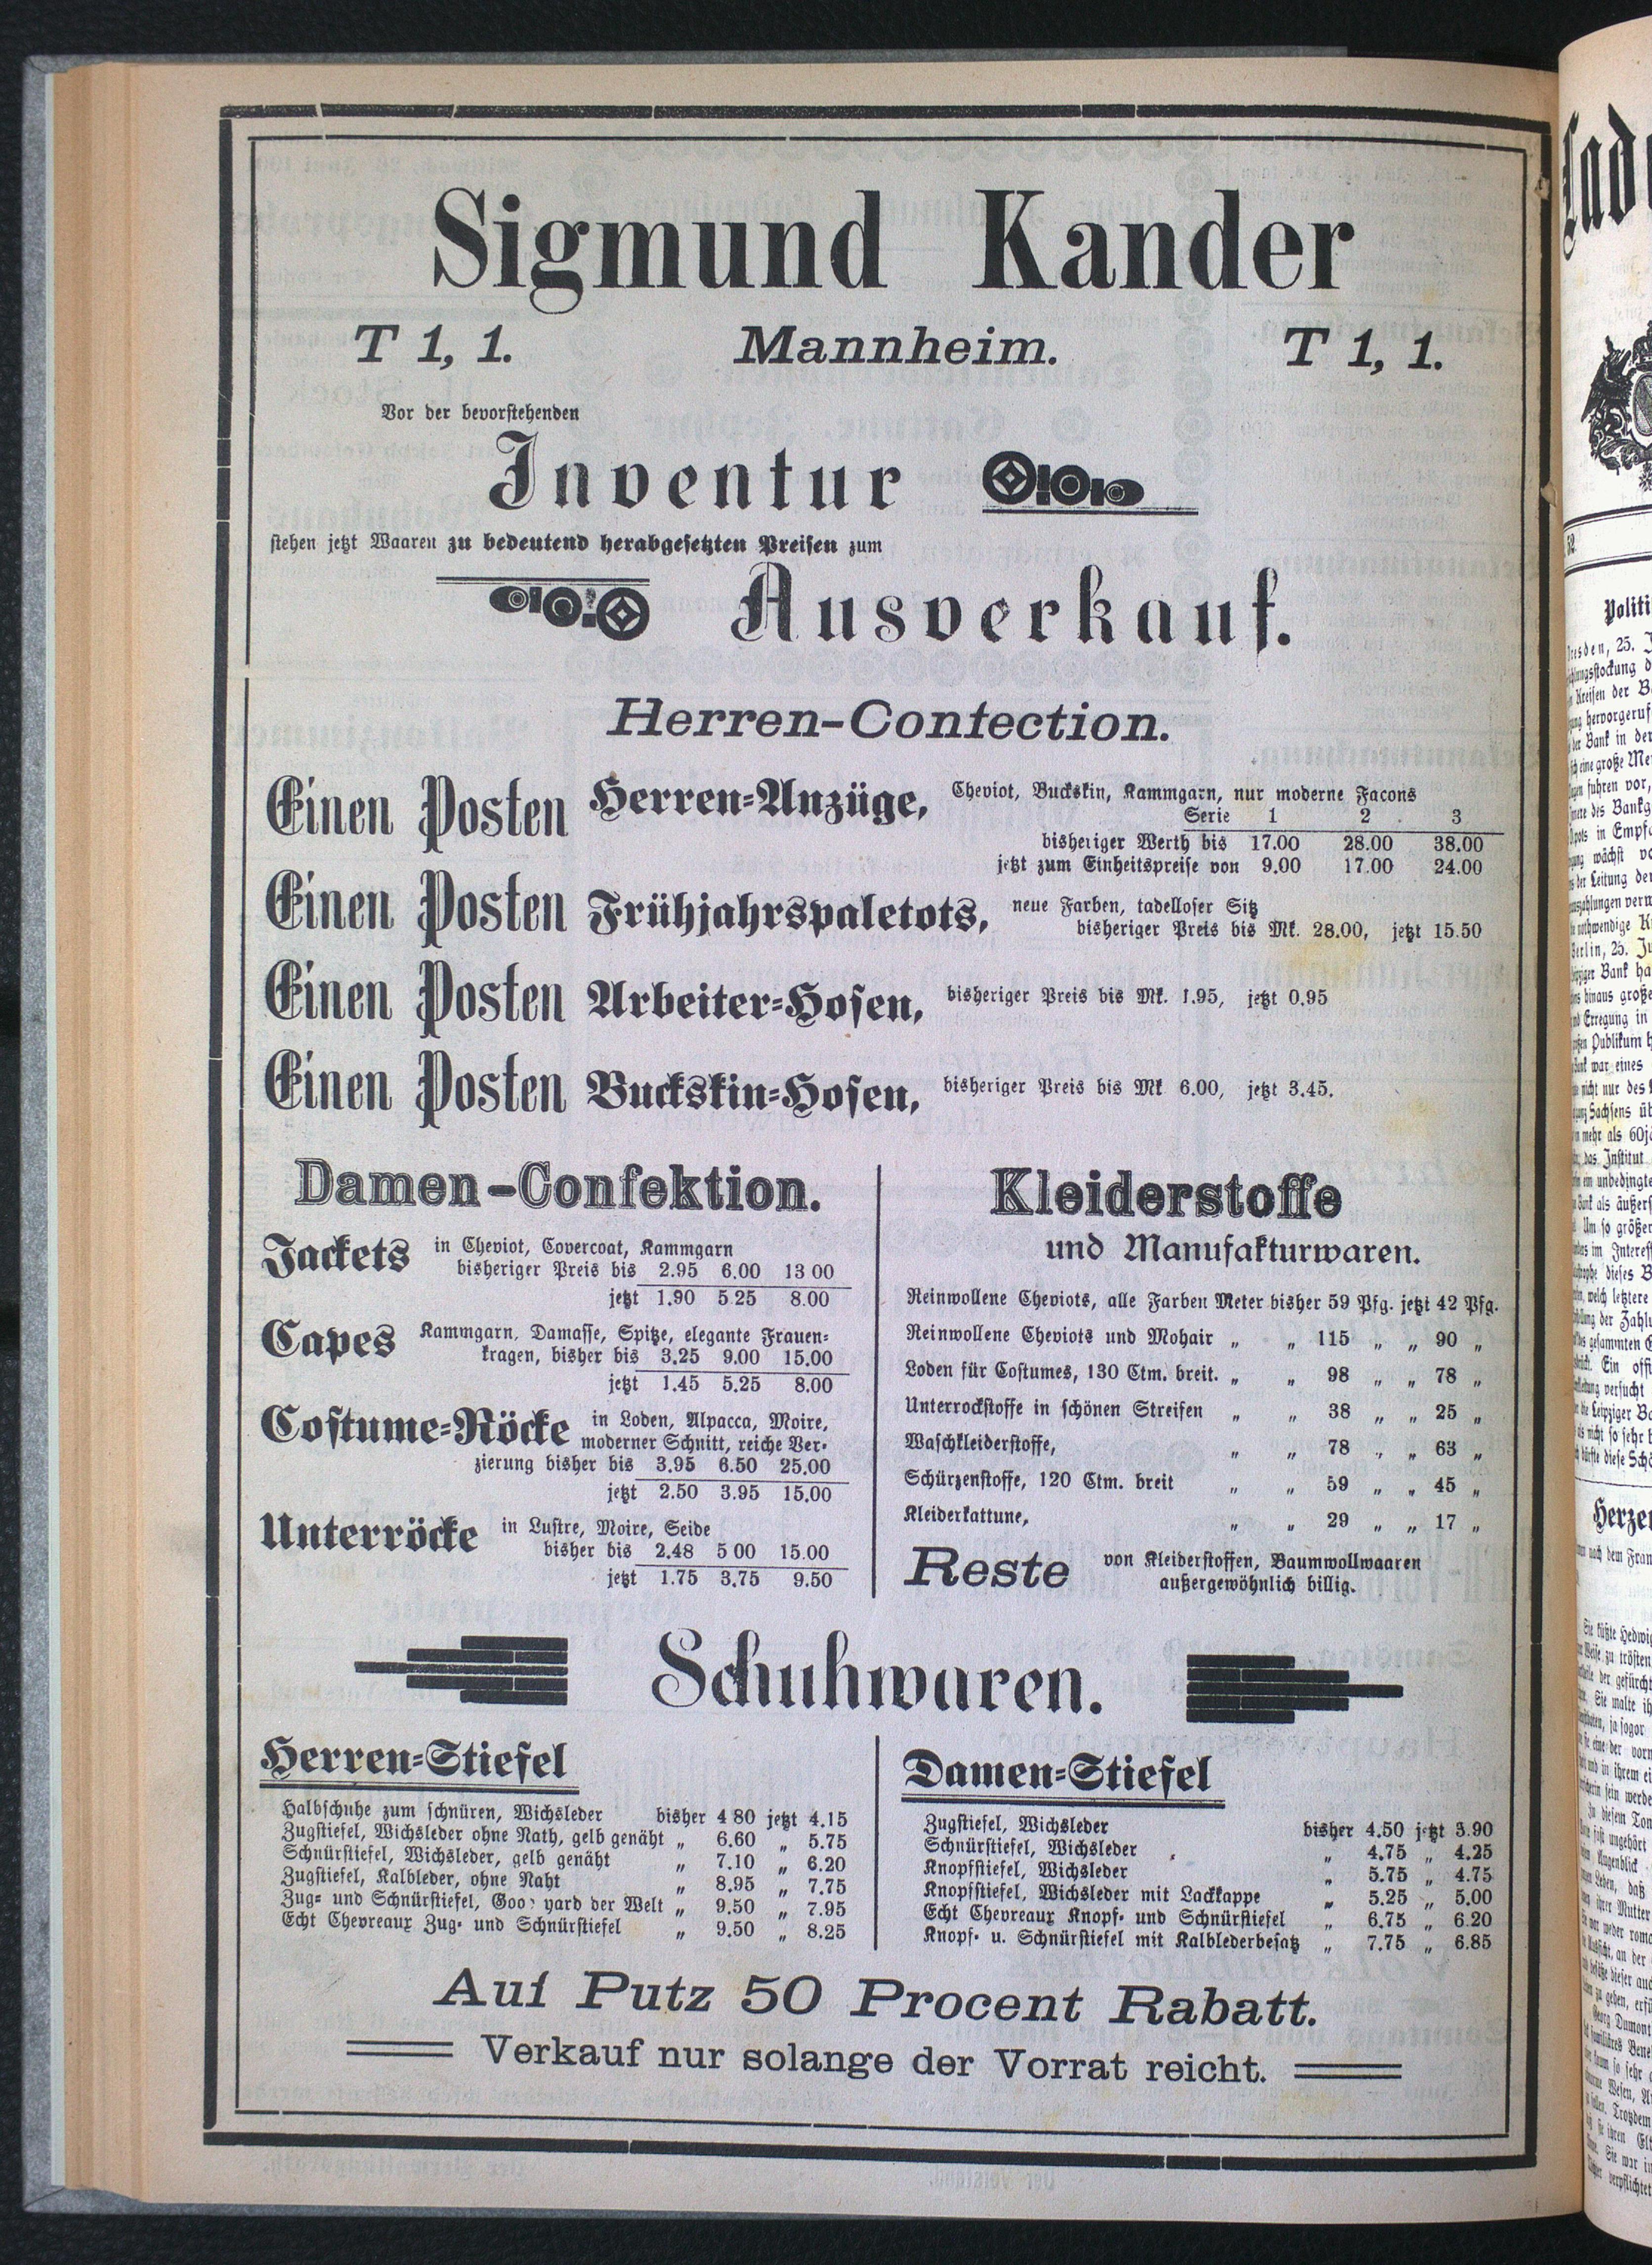 Sigmund Kander
T 1, 1. Mannheim. T 1, 1.
Vor der bevorstehenden
Inventur
stehen jetzt Waaren zu bedeutend herabgesetzten Preisen zum
Ausverkauf.
Herren-Confection.
Einen Posten Herren-Anzüge, Cheviot, Buckskin, Kammgarn, nur moderne Facons
Serie 1 2 3
bisheriger Werth bis 17.00 28.00 38.00
jetzt zum Einheitspreise von 9.00 17.00 24.00
Einen Posten Frühjahrspaletots, neue Farben, tadelloser Sitz
bisheriger Preis bis Mk. 28.00, jetzt 15.50
Einen Posten Arbeiter-Hosen, bisheriger Preis bis Mk. 1.95, jetzt 0.95
Einen Posten Buckskin-Hosen, bisheriger Preis bis Mk 6.00, jetzt 3.45.
Damen-Confektion.
Jackets in Cheviot, Covercoat, Kammgarn
bisheriger Preis bis 2.95 6.00 13 00
jetzt 1.90 5 25 8.00
Capes Kammgarn, Damasse, Spitze, elegante Frauen-
kragen, bisher bis 3.25 9.00 15.00
jetzt 1.45 5.25 8.00
Costume-Röcke in Loden, Alpacca, Moire,
moderner Schnitt, reiche Ver-
zierung bisher bis 3.95 6.50 25.00
jetzt 2.50 3.95 15.00
Unterröcke in Lustre, Moire, Seide
bisher bis 2.48 5 00 15.00
jetzt 1.75 3.75 9.50
Kleiderstoffe
und Manufakturwaren.
Reinwollene Cheviots, alle Farben Meter bisher 59 Pfg. jetzt 42 Pfg.
Reinwollene Cheviots und Mohair „ „ 115 „ „ 90 „
Loden für Costumes, 130 Ctm. breit. „ „ 98 „ „ 78 „
Unterrockstoffe in schönen Streifen „ „ 38 „ „ 25 „
Waschkleiderstoffe, „ „ 78 „ „ 63 „
Schürzenstoffe, 120 Ctm. breit „ „ 59 „ „ 45 „
Kleiderkattune, „ „ 29 „ „ 17 „
Reste von Kleiderstoffen, Baumwollwaaren
außergewöhnlich billig.
Schuhwaren.
Herren-Stiefel
Halbschuhe zum schnüren, Wichsleder bisher 4 80 jetzt 4.15
Zugstiefel, Wichsleder ohne Nath, gelb genäht „ 6.60 „ 5.75
Schnürstiefel, Wichsleder, gelb genäht „ 7.10 „ 6.20
Zugstiefel, Kalbleder, ohne Naht „ 8.95 „ 7.75
Zug- und Schnürstiefel, Goo yard der Welt „ 9.50 „ 7.95
Echt Chevreaux Zug- und Schnürstiefel „ 9.50 „ 8.25
Damen-Stiefel
Zugstiefel, Wichsleder bisher 4.50 jetzt 3.90
Schnürstiefel, Wichsleder „ 4.75 „ 4.25
Knopfstiefel, Wichsleder „ 5.75 „ 4.75
Knopfstiefel, Wichsleder mit Lackkappe „ 5.25 „ 5.00
Echt Chevreaux Knopf- und Schnürstiefel „ 6.75 „ 6.20
Knopf- u. Schnürstiefel mit Kalblederbesatz „ 7.75 „ 6.85
Auf Putz 50 Procent Rabatt.
Verkauf nur solange der Vorrat reicht.